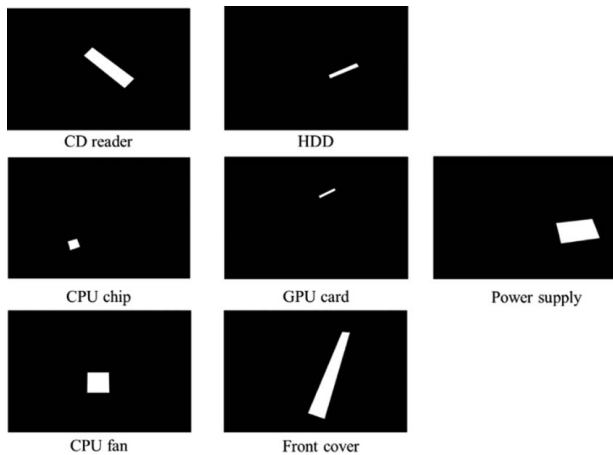 CD reader
HDD
CPU chip
GPU card
Power supply
CPU fan
Front cover